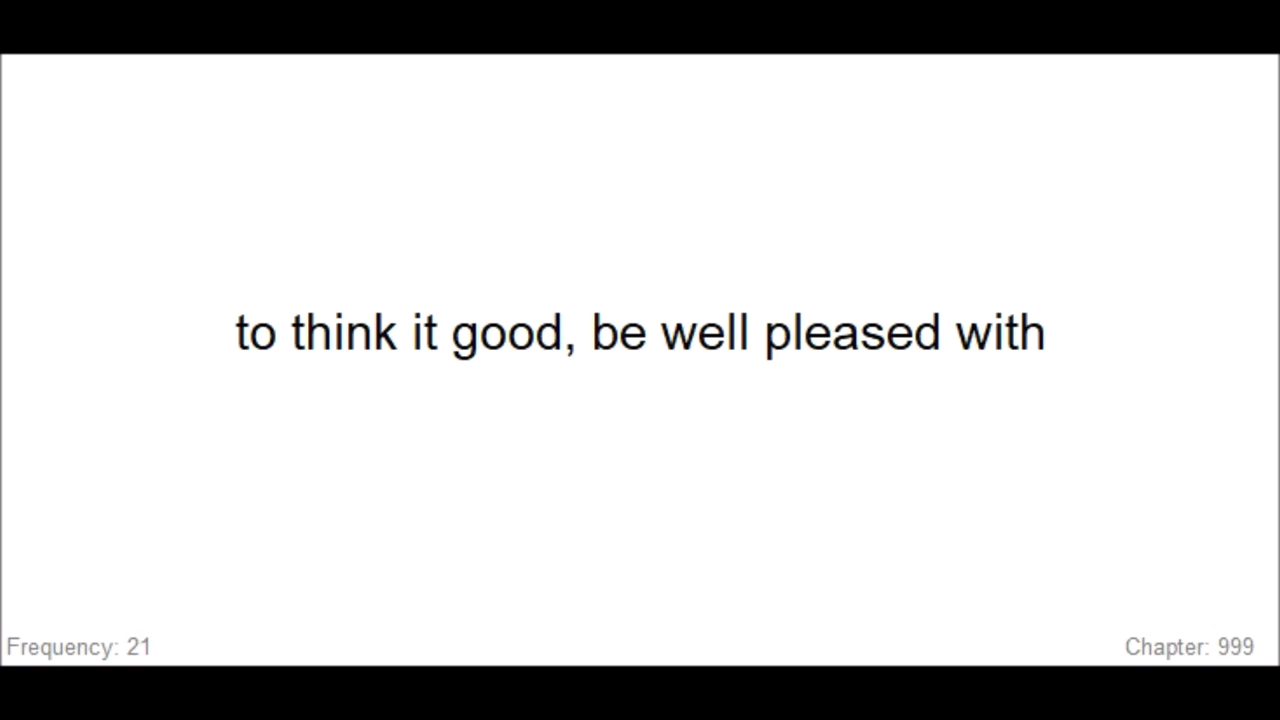 to think it good, be well pleased with
Frequency: 21
Chapter: 999